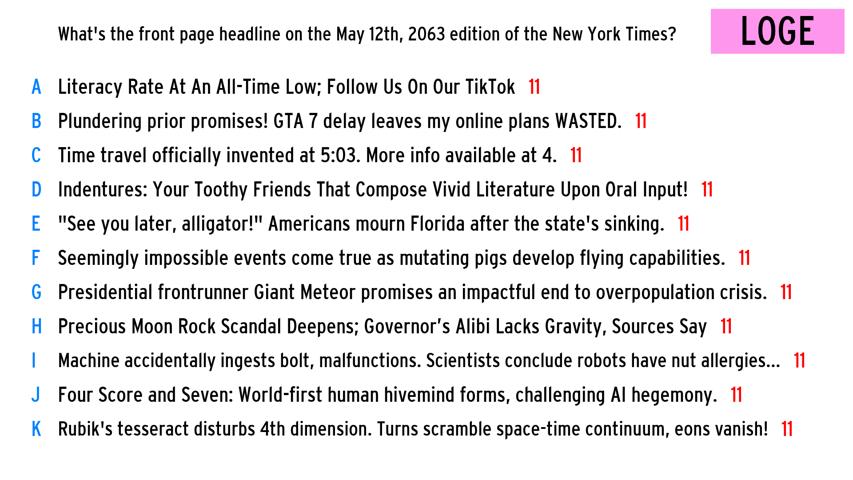 What's the front page headline on the May 12th, 2063 edition of the New York Times?
LOGE
A Literacy Rate At An All-Time Low; Follow Us On Our TikTok 11
B Plundering prior promises! GTA 7 delay leaves my online plans WASTED. 11
C Time travel officially invented at 5:03. More info available at 4. 11
D Indentures: Your Toothy Friends That Compose Vivid Literature Upon Oral Input! 11
E "See you later, alligator!" Americans mourn Florida after the state's sinking. 11
F Seemingly impossible events come true as mutating pigs develop flying capabilities. 11
G Presidential frontrunner Giant Meteor promises an impactful end to overpopulation crisis. 11
H Precious Moon Rock Scandal Deepens; Governor’s Alibi Lacks Gravity, Sources Say 11
I Machine accidentally ingests bolt, malfunctions. Scientists conclude robots have nut allergies... 11
J Four Score and Seven: World-first human hivemind forms, challenging AI hegemony. 11
K Rubik's tesseract disturbs 4th dimension. Turns scramble space-time continuum, eons vanish! 11